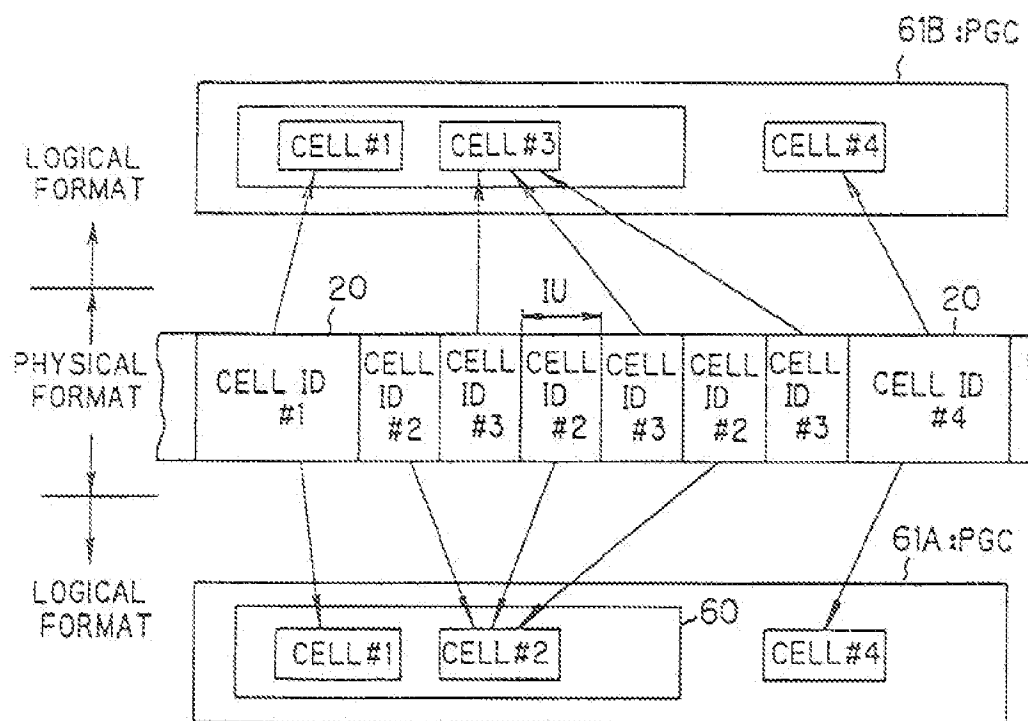 61B :PGC
CELL #1
CELL #3
CELL #4
LOGICAL
FORMAT
20
IU
20
PHYSICAL
FORMAT
CELL ID
#1
CELL
ID
#2
CELL
ID
#3
CELL
ID
#2
CELL
ID
#3
CELL
ID
#2
CELL
ID
#3
CELL ID
#4
61A :PGC
LOGICAL
FORMAT
60
CELL #1
CELL #2
CELL #4